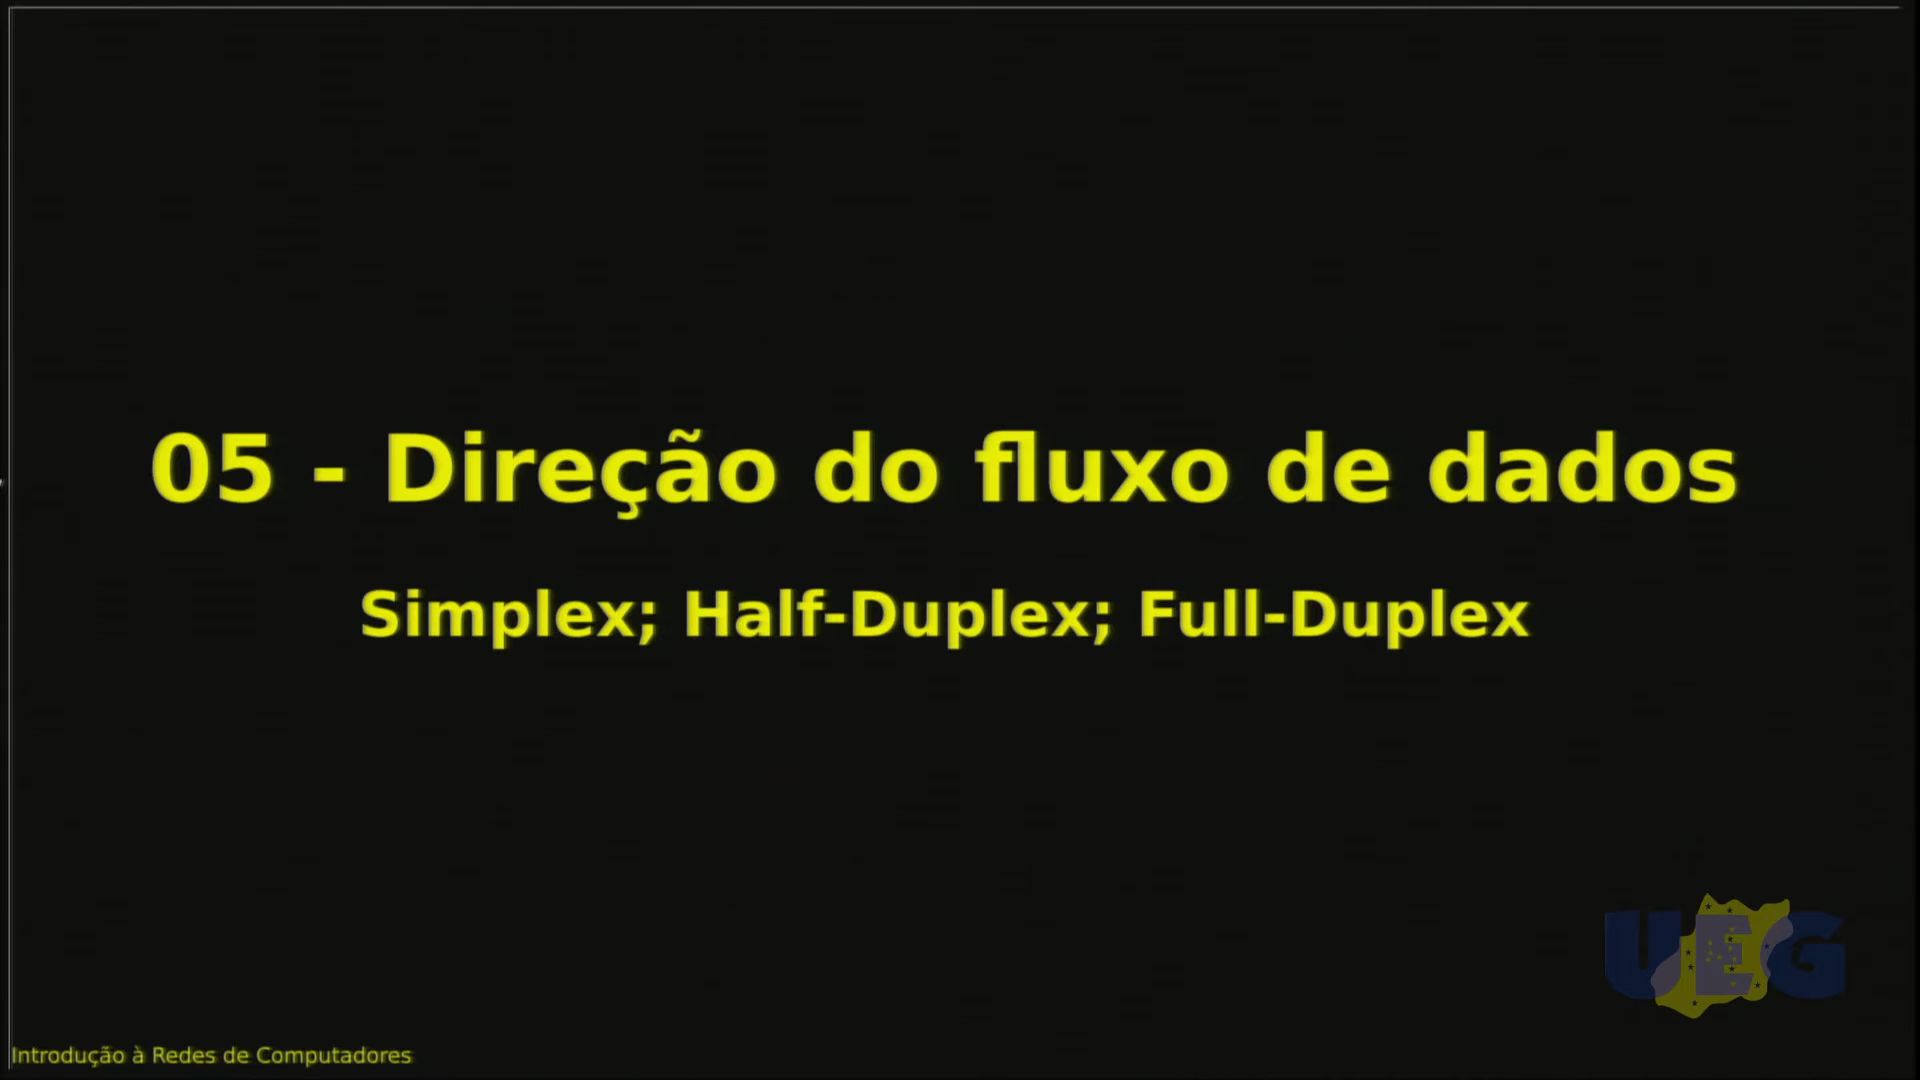 05 - Direção do fluxo de dados
Simplex; Half-Duplex; Full-Duplex
UEG
Introdução à Redes de Computadores